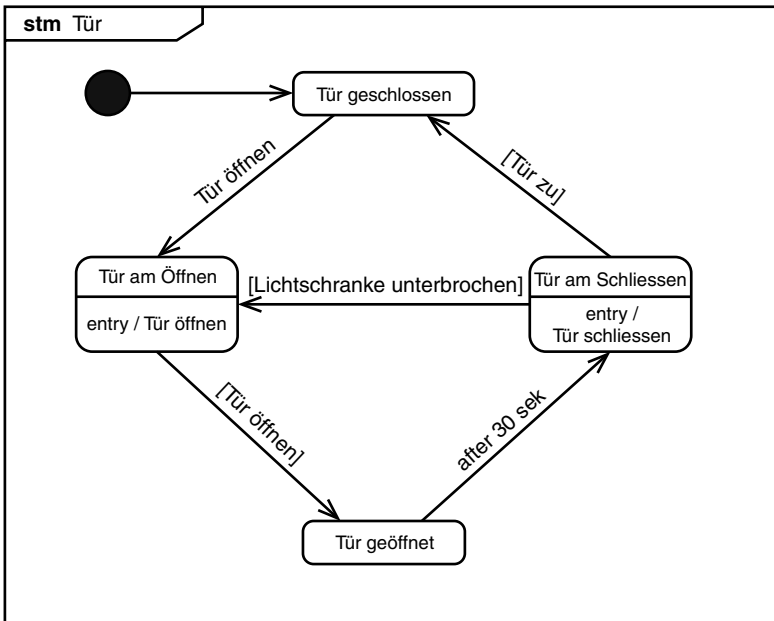 stm Tür
Tür geschlossen
Tür öffnen
[Tür zu]
Tür am Öffnen
entry / Tür öffnen
[Lichtschranke unterbrochen]
Tür am Schliessen
entry /
Tür schliessen
[Tür öffnen]
after 30 sek
Tür geöffnet